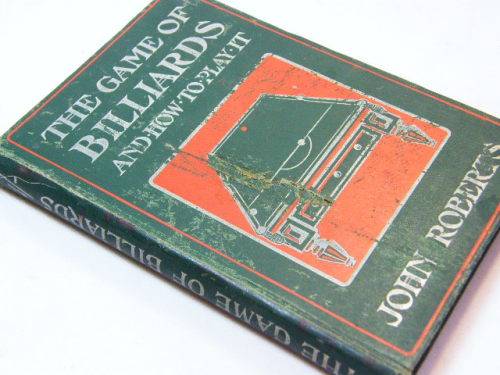 THE GAME OF
BILLIARDS
AND·HOW·TO·PLAY·IT
JOHN ROBERTS
THE GAME OF BILLIARDS